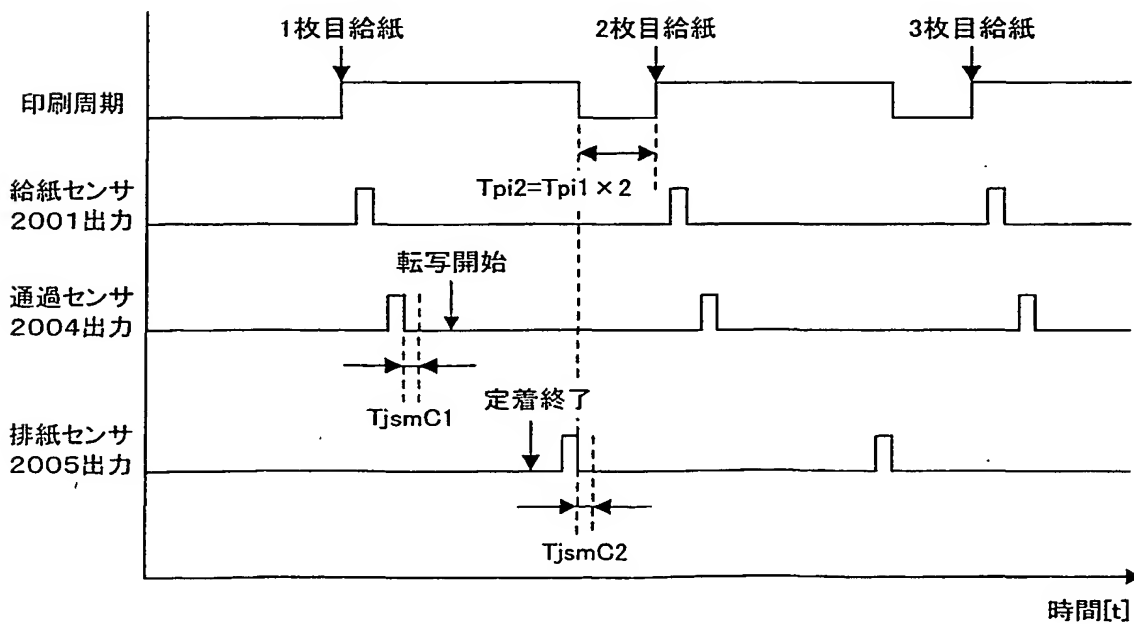 1枚目給紙 2枚目給紙 3枚目給紙
印刷周期
Tpi2=Tpi1×2
給紙センサ
2001出力
転写開始
通過センサ
2004出力
TjsmC1
定着終了
排紙センサ
2005出力
TjsmC2
時間[t]